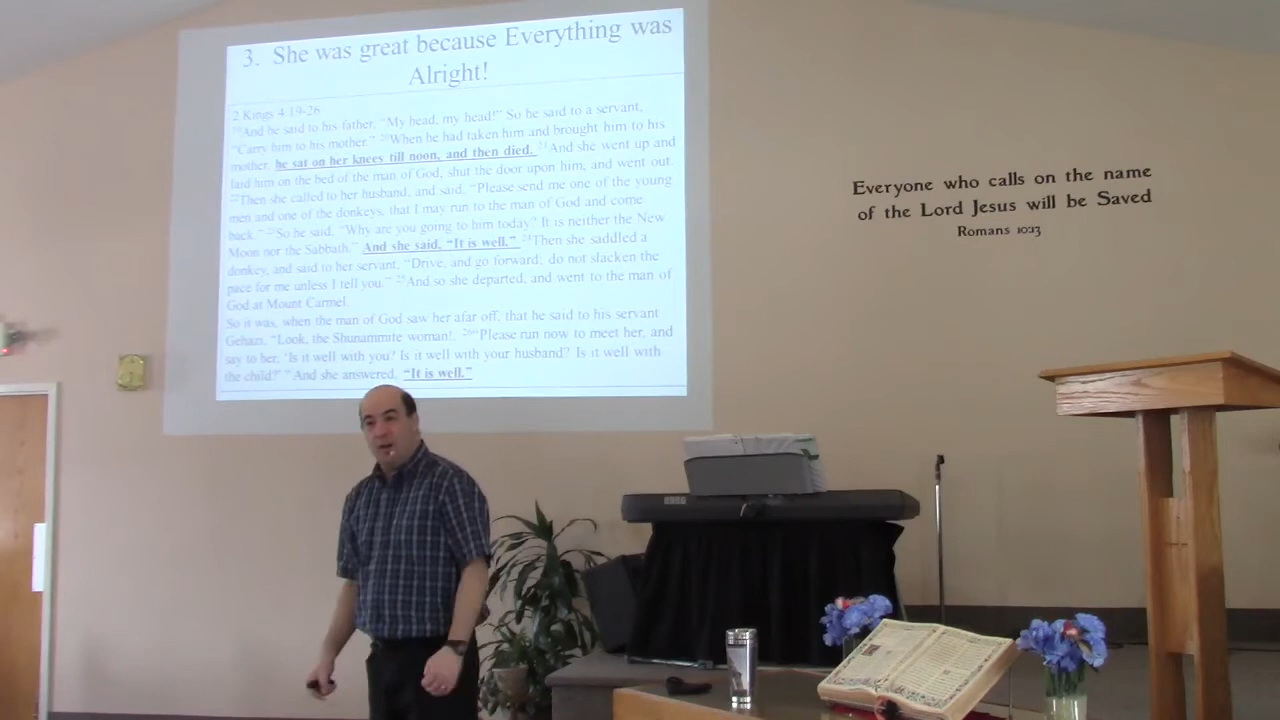 3. She was great because Everything was
Alright!
2 Kings 4:19-26
19And he said to his father, “My head, my head!” So he said to a servant,
“Carry him to his mother.” 20When he had taken him and brought him to his
mother, he sat on her knees till noon, and then died. 21And she went up and
laid him on the bed of the man of God, shut the door upon him, and went out.
22Then she called to her husband, and said, “Please send me one of the young
men and one of the donkeys, that I may run to the man of God and come
back.” 23So he said, “Why are you going to him today? It is neither the New
Moon nor the Sabbath.” And she said, “It is well.” 24Then she saddled a
donkey, and said to her servant, “Drive, and go forward; do not slacken the
pace for me unless I tell you.” 25And so she departed, and went to the man of
God at Mount Carmel.
So it was, when the man of God saw her afar off, that he said to his servant
Gehazi, “Look, the Shunammite woman!. 26“Please run now to meet her, and
say to her, ‘Is it well with you? Is it well with your husband? Is it well with
the child?’ ” And she answered, “It is well.”
Everyone who calls on the name
of the Lord Jesus will be Saved
Romans 10:13